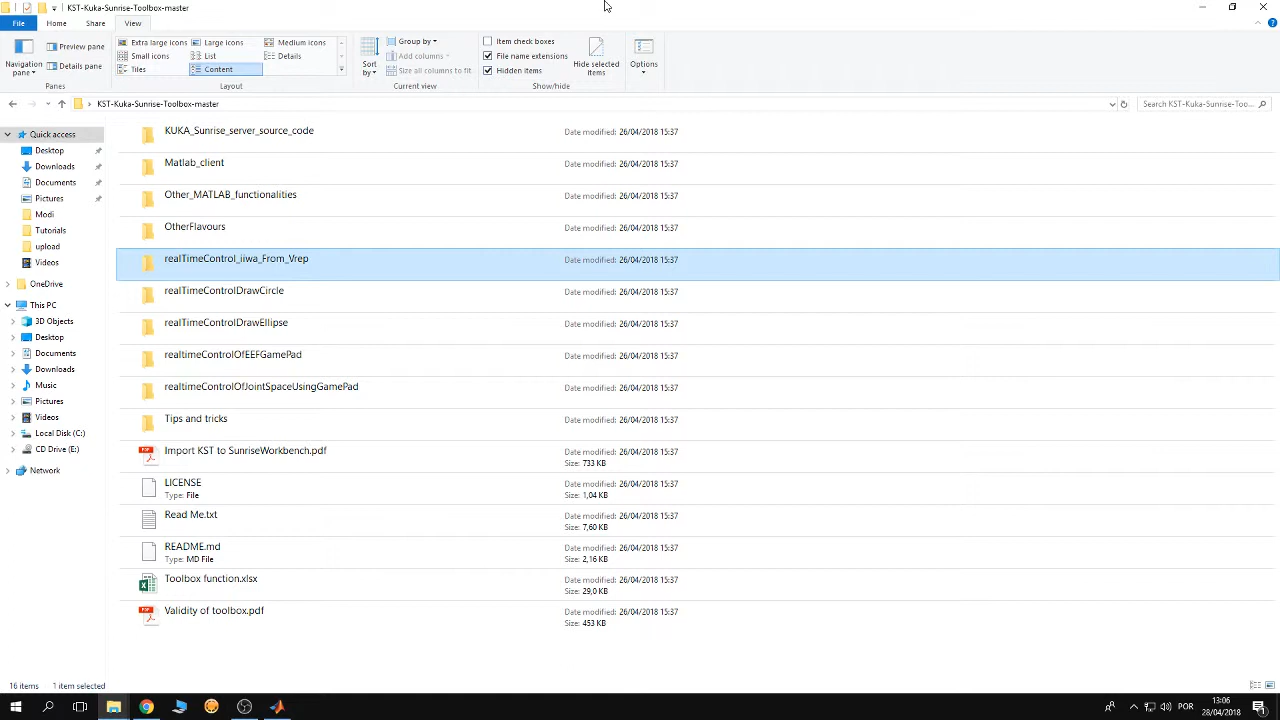 KST-Kuka-Sunrise-Toolbox-master
File Home Share View
Navigation pane
Preview pane
Details pane
Panes
Extra large icons Large icons Medium icons
Small icons List Details
Tiles Content
Layout
Sort by
Group by
Add columns
Size all columns to fit
Current view
Item check boxes
File name extensions
Hidden items
Hide selected items
Show/hide
Options
KST-Kuka-Sunrise-Toolbox-master
Search KST-Kuka-Sunrise-Too...
Quick access
Desktop
Downloads
Documents
Pictures
Modi
Tutorials
upload
Videos
OneDrive
This PC
3D Objects
Desktop
Documents
Downloads
Music
Pictures
Videos
Local Disk (C:)
CD Drive (E:)
Network
KUKA_Sunrise_server_source_code Date modified: 26/04/2018 15:37
Matlab_client Date modified: 26/04/2018 15:37
Other_MATLAB_functionalities Date modified: 26/04/2018 15:37
OtherFlavours Date modified: 26/04/2018 15:37
realTimeControl_iiwa_From_Vrep Date modified: 26/04/2018 15:37
realTimeControlDrawCircle Date modified: 26/04/2018 15:37
realTimeControlDrawEllipse Date modified: 26/04/2018 15:37
realtimeControlOfEEFGamePad Date modified: 26/04/2018 15:37
realtimeControlOfJointSpaceUsingGamePad Date modified: 26/04/2018 15:37
Tips and tricks Date modified: 26/04/2018 15:37
Import KST to SunriseWorkbench.pdf Date modified: 26/04/2018 15:37
Size: 733 KB
LICENSE Date modified: 26/04/2018 15:37
Type: File Size: 1,04 KB
Read Me.txt Date modified: 26/04/2018 15:37
Size: 7,60 KB
README.md Date modified: 26/04/2018 15:37
Type: MD File Size: 2,16 KB
Toolbox function.xlsx Date modified: 26/04/2018 15:37
Size: 29,0 KB
Validity of toolbox.pdf Date modified: 26/04/2018 15:37
Size: 453 KB
16 items 1 item selected
POR
13:06
28/04/2018